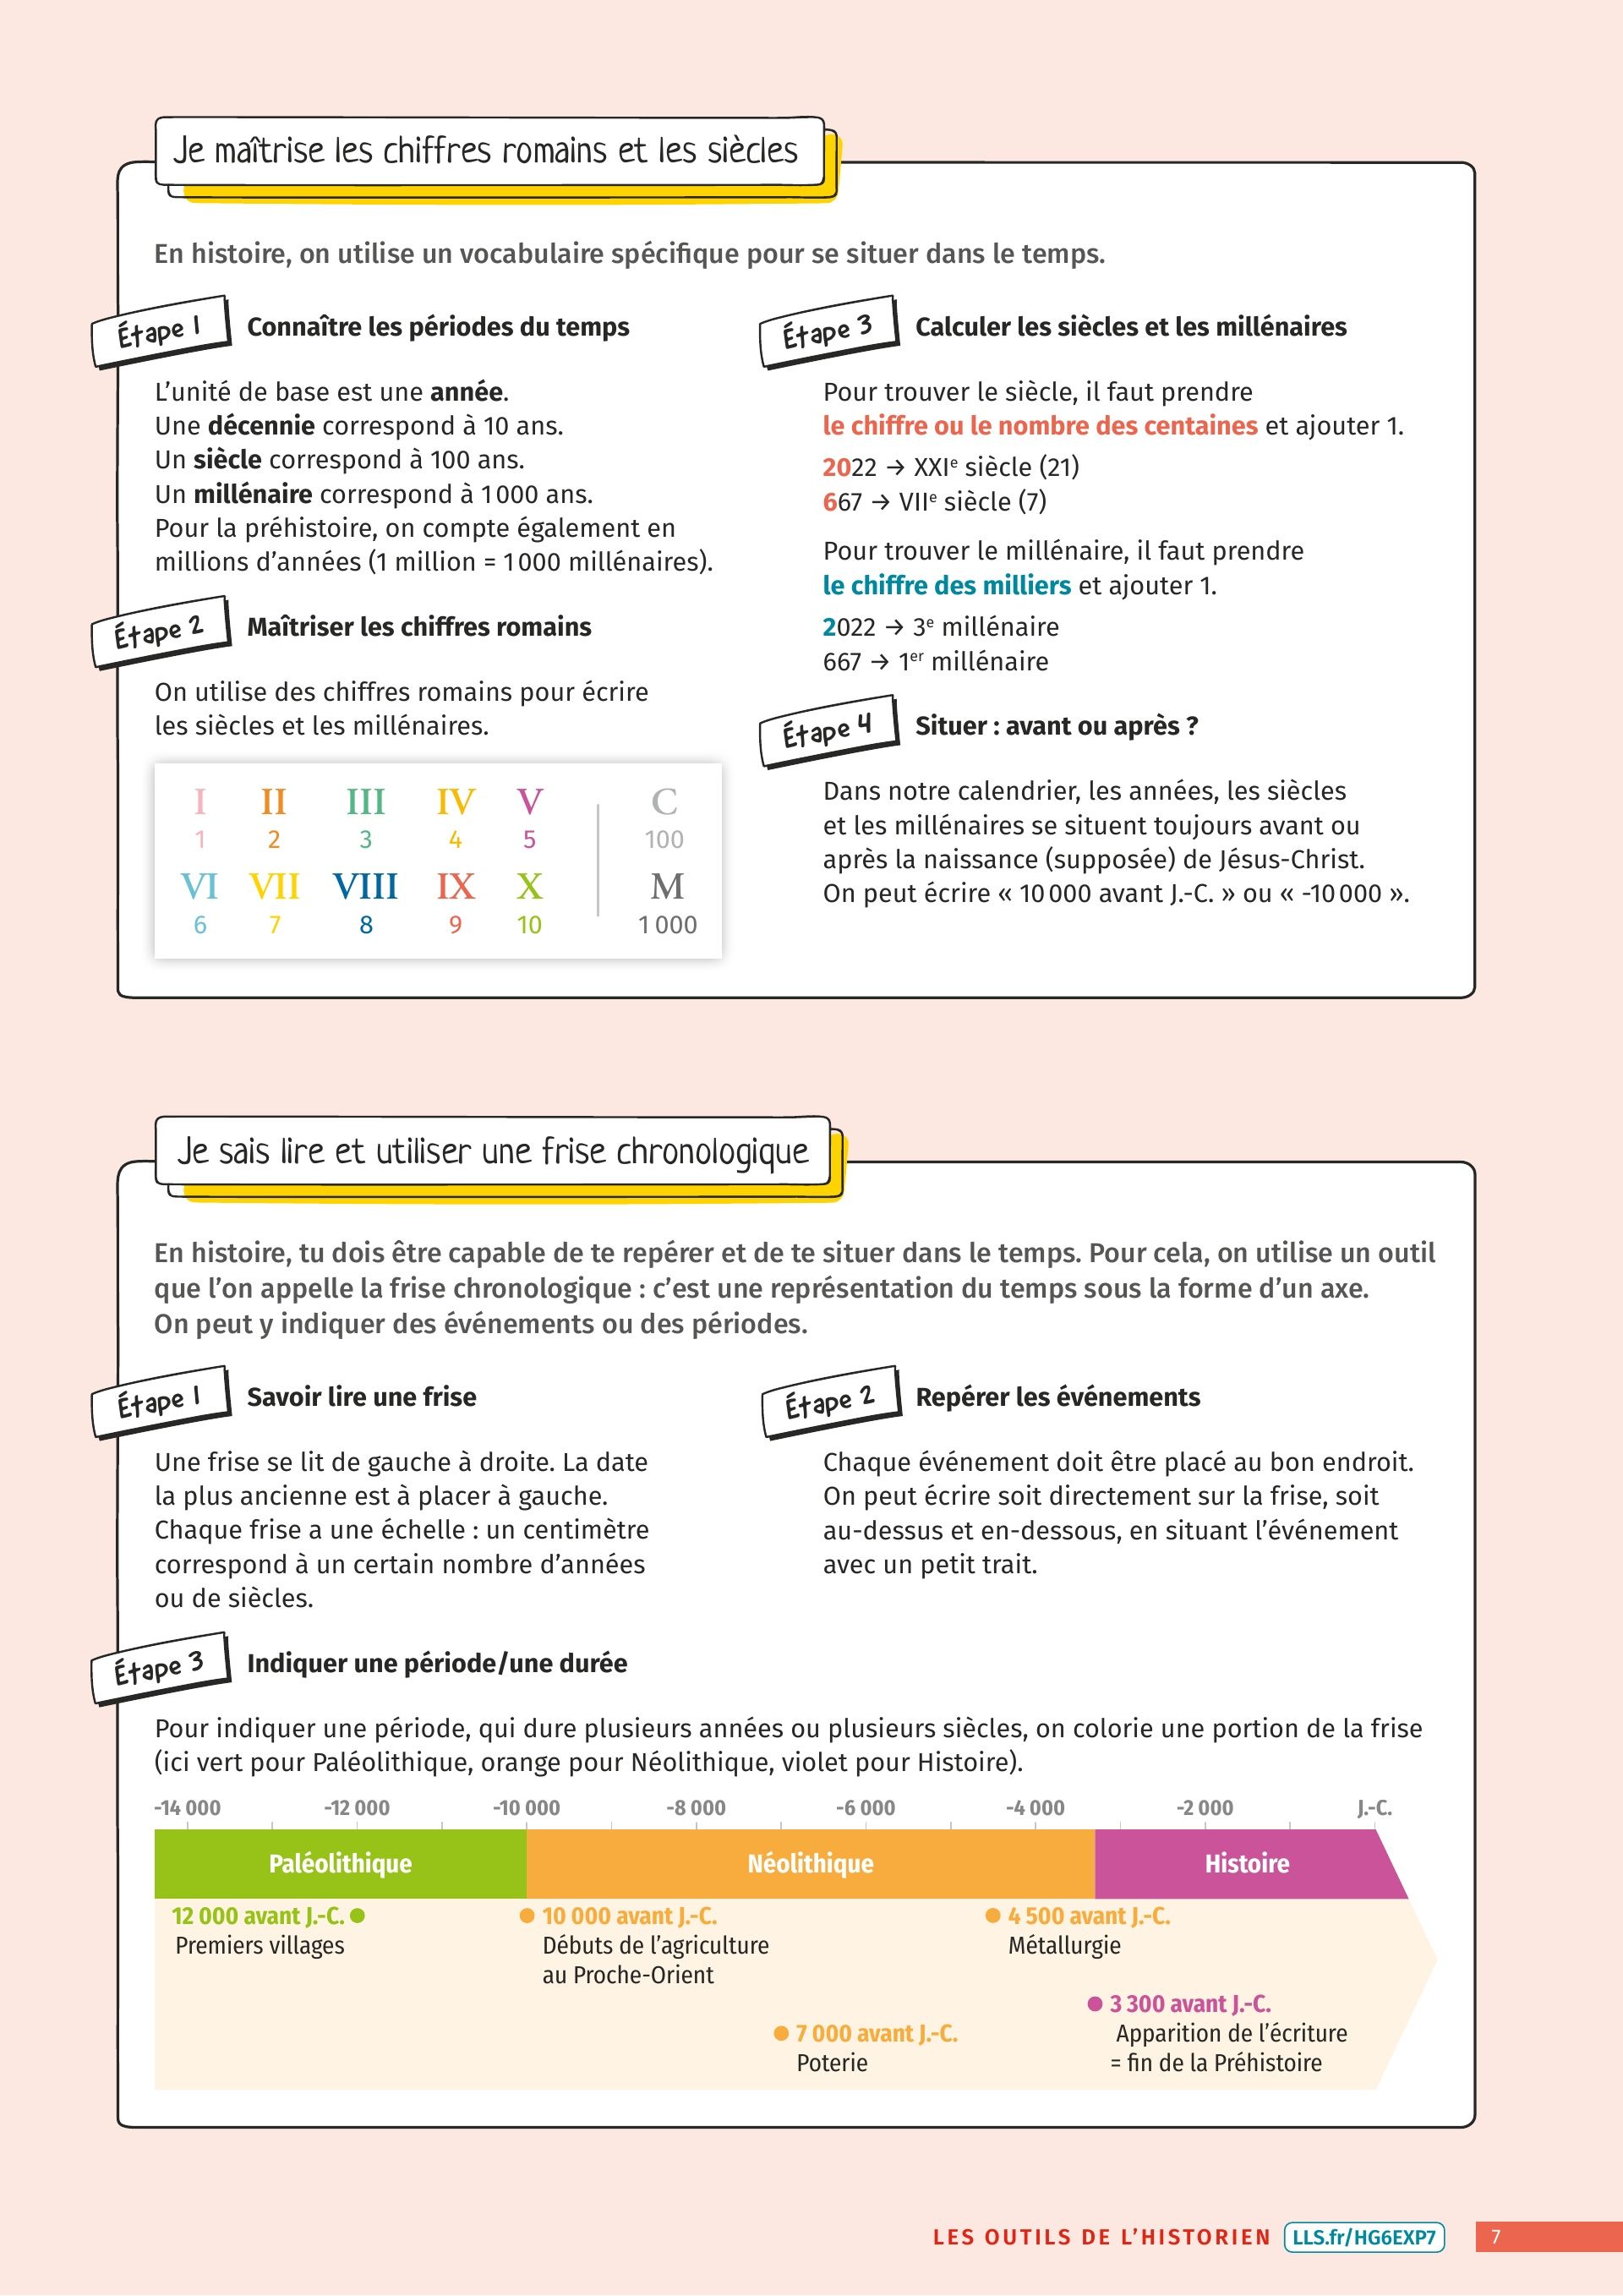 Je maîtrise les chiffres romains et les siècles
En histoire, on utilise un vocabulaire spécifique pour se situer dans le temps.
Étape 1 Connaître les périodes du temps
L’unité de base est une année.
Une décennie correspond à 10 ans.
Un siècle correspond à 100 ans.
Un millénaire correspond à 1 000 ans.
Pour la préhistoire, on compte également en
millions d’années (1 million = 1 000 millénaires).
Étape 2 Maîtriser les chiffres romains
On utilise des chiffres romains pour écrire
les siècles et les millénaires.
I II III IV V C
1 2 3 4 5 100
VI VII VIII IX X M
6 7 8 9 10 1 000
Étape 3 Calculer les siècles et les millénaires
Pour trouver le siècle, il faut prendre
le chiffre ou le nombre des centaines et ajouter 1.
2022 → XXIe siècle (21)
667 → VIIe siècle (7)
Pour trouver le millénaire, il faut prendre
le chiffre des milliers et ajouter 1.
2022 → 3e millénaire
667 → 1er millénaire
Étape 4 Situer : avant ou après ?
Dans notre calendrier, les années, les siècles
et les millénaires se situent toujours avant ou
après la naissance (supposée) de Jésus-Christ.
On peut écrire « 10 000 avant J.-C. » ou « -10 000 ».
Je sais lire et utiliser une frise chronologique
En histoire, tu dois être capable de te repérer et de te situer dans le temps. Pour cela, on utilise un outil
que l’on appelle la frise chronologique : c’est une représentation du temps sous la forme d’un axe.
On peut y indiquer des événements ou des périodes.
Étape 1 Savoir lire une frise
Une frise se lit de gauche à droite. La date
la plus ancienne est à placer à gauche.
Chaque frise a une échelle : un centimètre
correspond à un certain nombre d’années
ou de siècles.
Étape 2 Repérer les événements
Chaque événement doit être placé au bon endroit.
On peut écrire soit directement sur la frise, soit
au-dessus et en-dessous, en situant l’événement
avec un petit trait.
Étape 3 Indiquer une période/une durée
Pour indiquer une période, qui dure plusieurs années ou plusieurs siècles, on colorie une portion de la frise
(ici vert pour Paléolithique, orange pour Néolithique, violet pour Histoire).
-14 000 -12 000 -10 000 -8 000 -6 000 -4 000 -2 000 J.-C.
Paléolithique Néolithique Histoire
12 000 avant J.-C.
Premiers villages
10 000 avant J.-C.
Débuts de l’agriculture
au Proche-Orient
7 000 avant J.-C.
Poterie
4 500 avant J.-C.
Métallurgie
3 300 avant J.-C.
Apparition de l’écriture
= fin de la Préhistoire
LES OUTILS DE L’HISTORIEN LLS.fr/HG6EXP7 7